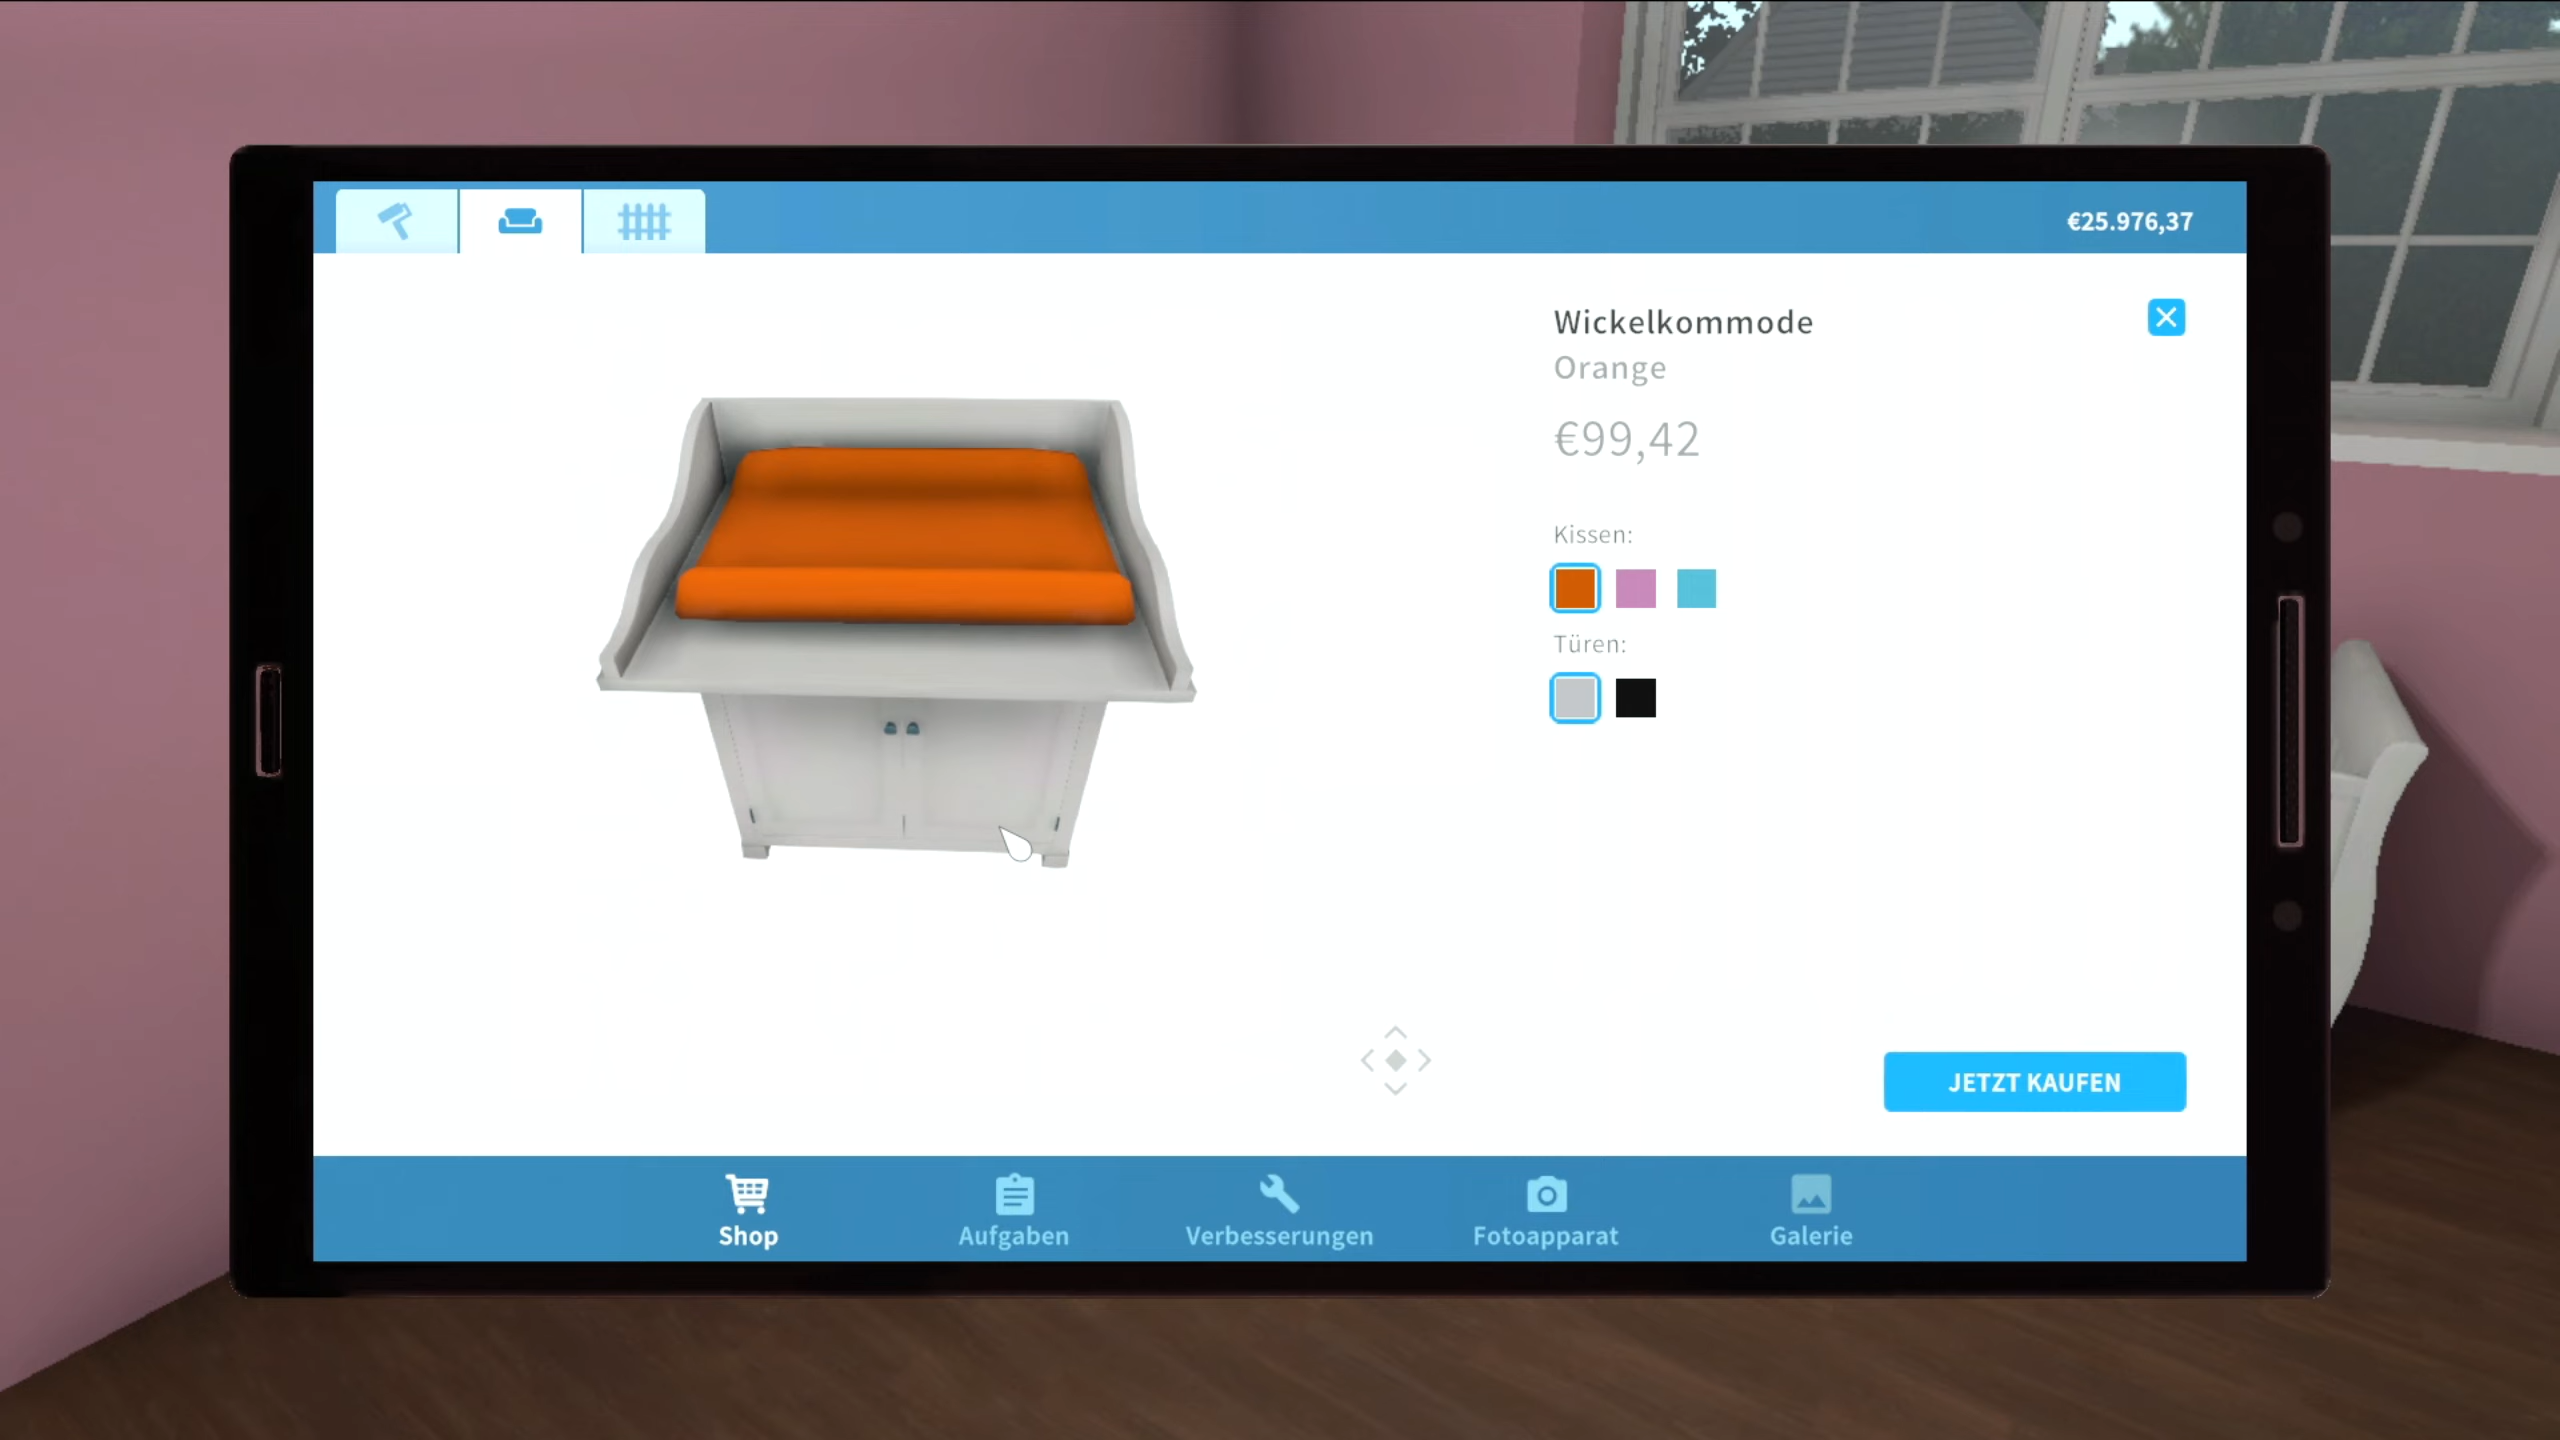 €25.976,37
Wickelkommode
Orange
€99,42
Kissen:
Türen:
JETZT KAUFEN
Shop
Aufgaben
Verbesserungen
Fotoapparat
Galerie